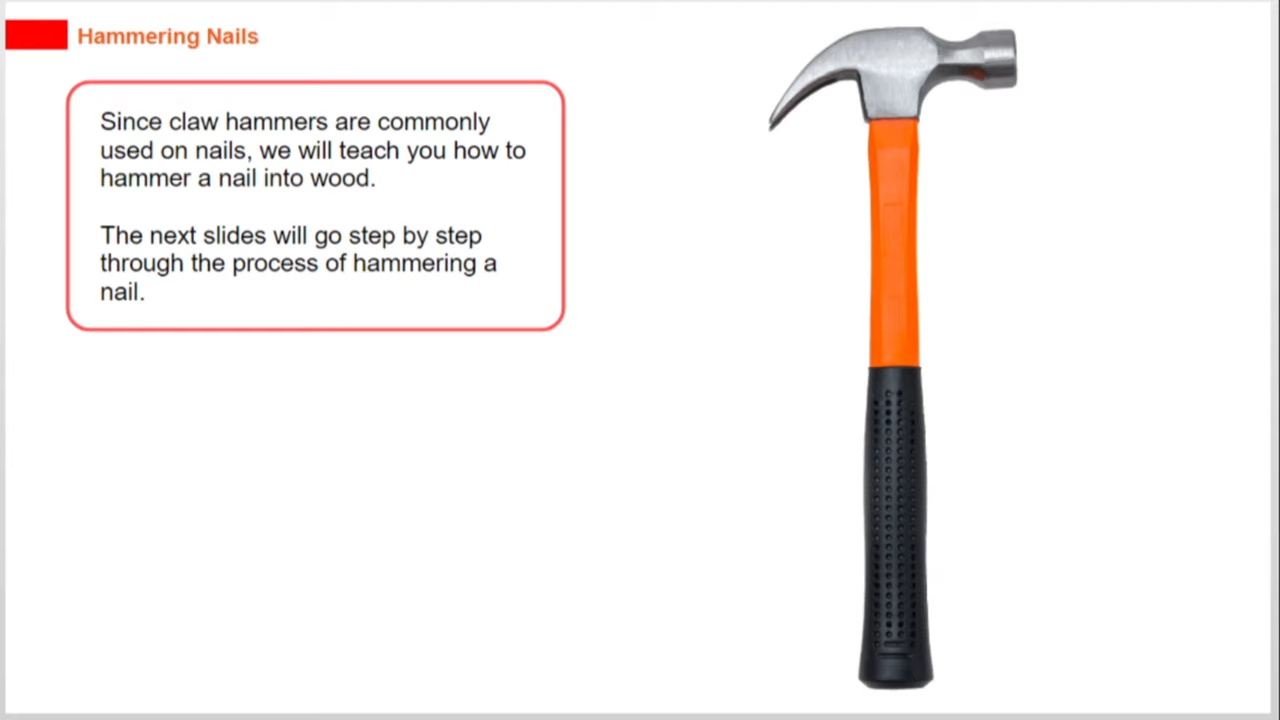 Hammering Nails
Since claw hammers are commonly
used on nails, we will teach you how to
hammer a nail into wood.
The next slides will go step by step
through the process of hammering a
nail.